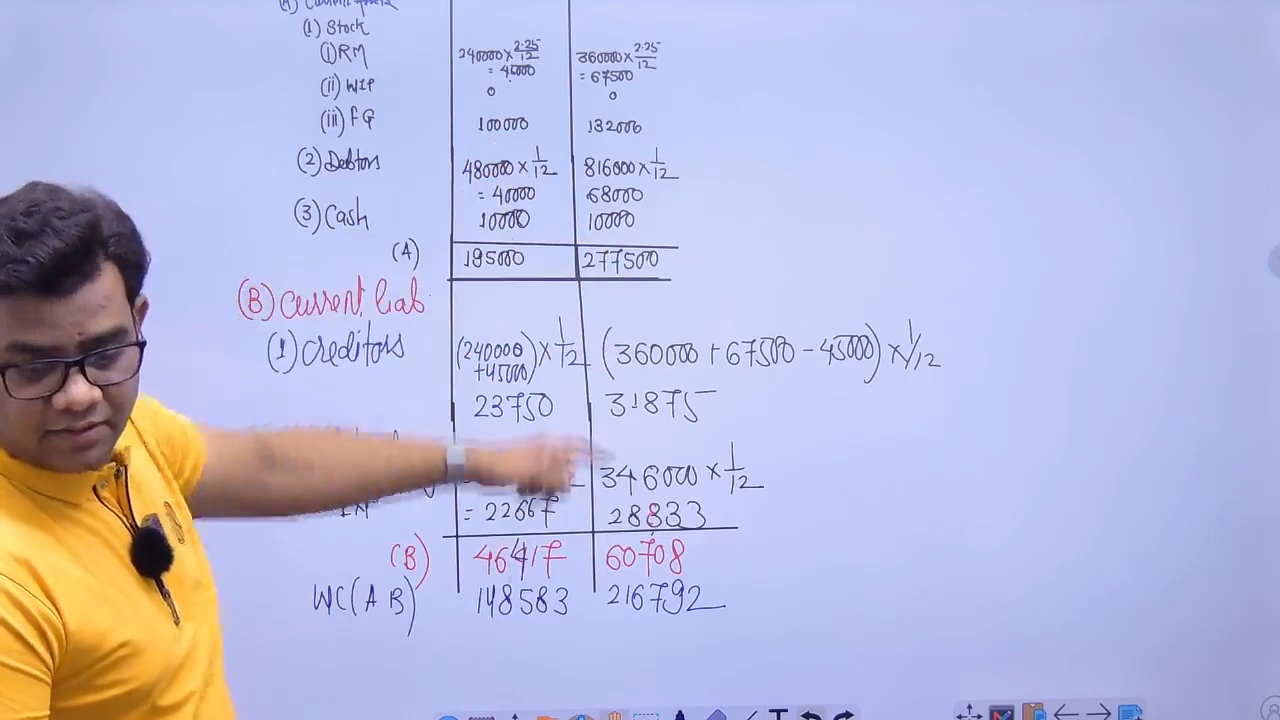 (1) Stock
(i) RM 240000 × 2.25/12 360000 × 2.25/12
= 45000 = 67500
(ii) WIP 0 0
(iii) FG 100000 132000
(2) Debtors 480000 × 1/12 816000 × 1/12
= 40000 68000
(3) Cash 10000 10000
(A) 195000 277500
(B) Current liab.
(1) Creditors (240000 + 45000) × 1/12 (360000 + 67500 - 45000) × 1/12
23750 31875
346000 × 1/12
= 22667 28833
(B) 46417 60708
WC(A B) 148583 216792